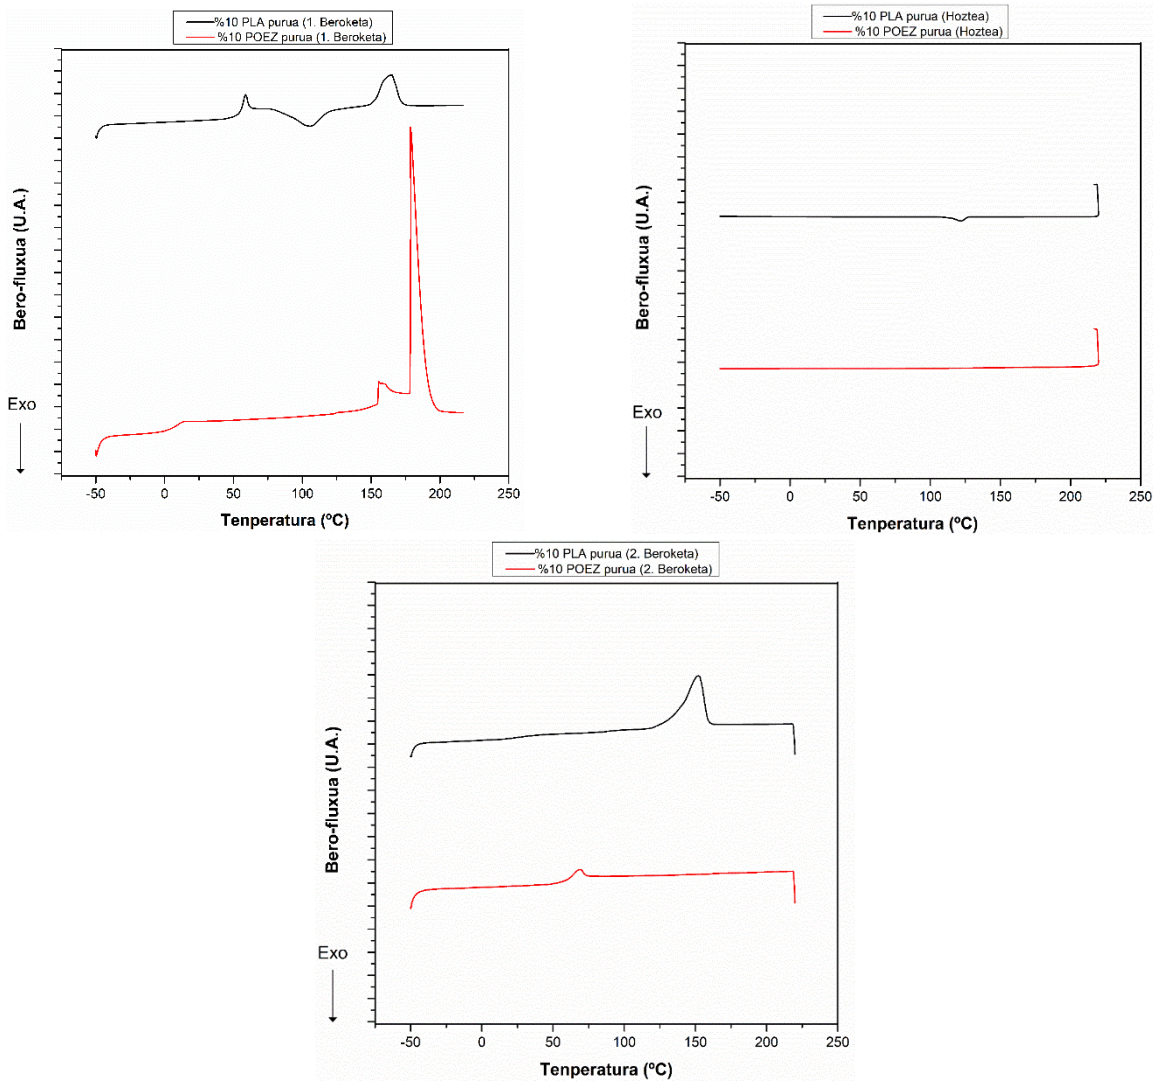 %10 PLA purua (1. Beroketa)
%10 POEZ purua (1. Beroketa)
Bero-fluxua (U.A.)
Exo
-50 0 50 100 150 200 250
Tenperatura (ºC)
%10 PLA purua (Hoztea)
%10 POEZ purua (Hoztea)
Bero-fluxua (U.A.)
Exo
-50 0 50 100 150 200 250
Tenperatura (ºC)
%10 PLA purua (2. Beroketa)
%10 POEZ purua (2. Beroketa)
Bero-fluxua (U.A.)
Exo
-50 0 50 100 150 200 250
Tenperatura (ºC)